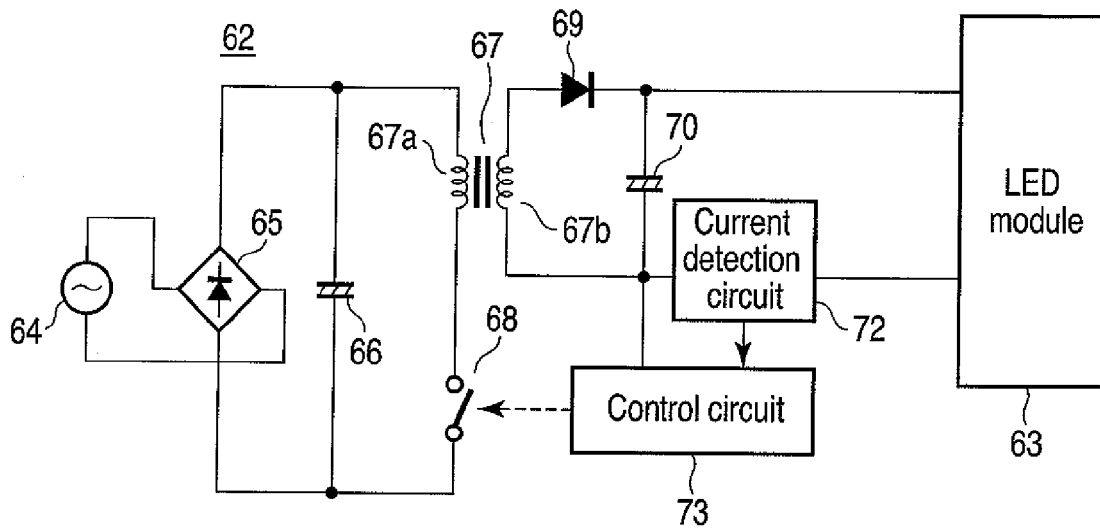 62
67
69
67a
70
LED
module
67b
Current
detection
circuit
65
64
66
68
72
Control circuit
63
73